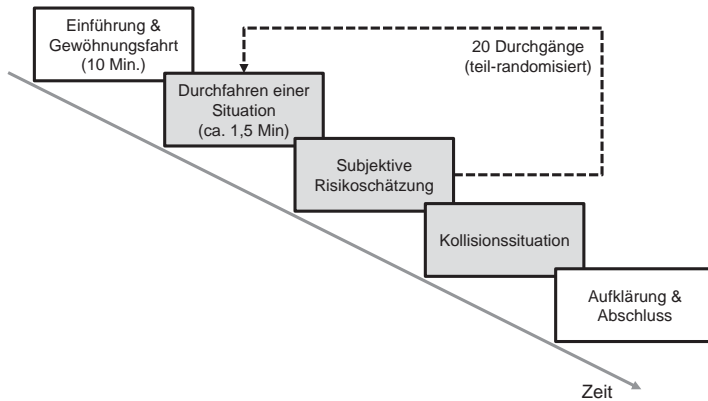 Einführung &
Gewöhnungsfahrt
(10 Min.)
20 Durchgänge
(teil-randomisiert)
Durchfahren einer
Situation
(ca. 1,5 Min)
Subjektive
Risikoschätzung
Kollisionssituation
Aufklärung &
Abschluss
Zeit